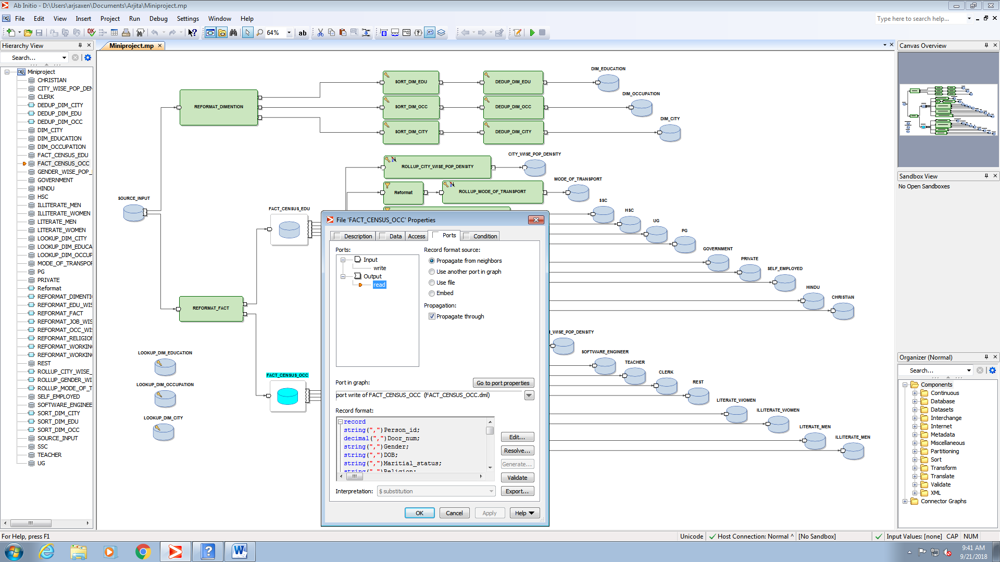 Ab Initio - D:\Users\arjsaxen\Documents\Arjita\Miniproject.mp
File Edit View Insert Project Run Debug Settings Window Help
Type here to search help...
OK
64%
ab
Hierarchy View
Search...
Miniproject
CHRISTIAN
CITY_WISE_POP_DEN
CLERK
DEDUP_DIM_CITY
DEDUP_DIM_EDU
DEDUP_DIM_OCC
DIM_CITY
DIM_EDUCATION
DIM_OCCUPATION
FACT_CENSUS_EDU
FACT_CENSUS_OCC
GENDER_WISE_POP_
GOVERNMENT
HINDU
HSC
ILLITERATE_MEN
ILLITERATE_WOMEN
LITERATE_MEN
LITERATE_WOMEN
LOOKUP_DIM_CITY
LOOKUP_DIM_EDUCA
LOOKUP_DIM_OCCUP
MODE_OF_TRANSPOR
PG
PRIVATE
Reformat
REFORMAT_DIMENTI
REFORMAT_EDU_WIS
REFORMAT_FACT
REFORMAT_JOB_WIS
REFORMAT_OCC_WI
REFORMAT_RELIGION
REFORMAT_WORKIN
REFORMAT_WORKIN
REST
ROLLUP_CITY_WISE_
ROLLUP_GENDER_WI
ROLLUP_MODE_OF_T
SELF_EMPLOYED
SOFTWARE_ENGINEE
SORT_DIM_CITY
SORT_DIM_EDU
SORT_DIM_OCC
SOURCE_INPUT
SSC
TEACHER
UG
Miniproject.mp
REFORMAT_DIMENTION
SORT_DIM_EDU
DEDUP_DIM_EDU
DIM_EDUCATION
SORT_DIM_OCC
DEDUP_DIM_OCC
DIM_OCCUPATION
SORT_DIM_CITY
DEDUP_DIM_CITY
DIM_CITY
ROLLUP_CITY_WISE_POP_DENSITY
CITY_WISE_POP_DENSITY
Reformat
ROLLUP_MODE_OF_TRANSPORT
MODE_OF_TRANSPORT
SOURCE_INPUT
FACT_CENSUS_EDU
SSC
HSC
UG
PG
GOVERNMENT
PRIVATE
SELF_EMPLOYED
HINDU
CHRISTIAN
REFORMAT_FACT
LOOKUP_DIM_EDUCATION
LOOKUP_DIM_OCCUPATION
LOOKUP_DIM_CITY
FACT_CENSUS_OCC
R_WISE_POP_DENSITY
SOFTWARE_ENGINEER
TEACHER
CLERK
REST
LITERATE_WOMEN
ILLITERATE_WOMEN
LITERATE_MEN
ILLITERATE_MEN
File 'FACT_CENSUS_OCC' Properties
Description Data Access Ports Condition
Ports:
Input
write
Output
read
Record format source:
Propagate from neighbors
Use another port in graph
Use file
Embed
Propagation:
Propagate through
Port in graph:
Go to port properties
port write of FACT_CENSUS_OCC (FACT_CENSUS_OCC.dml)
Record format:
record
string(",")Person_id;
decimal(",")Door_num;
string(",")Gender;
string(",")DOB;
string(",")Maritial_status;
string(",")Religion;
Edit...
Resolve...
Generate...
Validate
Export...
Interpretation: $ substitution
OK Cancel Apply Help
Canvas Overview
Sandbox View
No Open Sandboxes
Organizer (Normal)
Search...
Components
Continuous
Database
Datasets
Interchange
Internet
Metadata
Miscellaneous
Partitioning
Sort
Transform
Translate
Validate
XML
Connector Graphs
For Help, press F1
Unicode Host Connection: Normal ^ [No Sandbox] Input Values: [none] CAP NUM
9:41 AM
9/21/2018